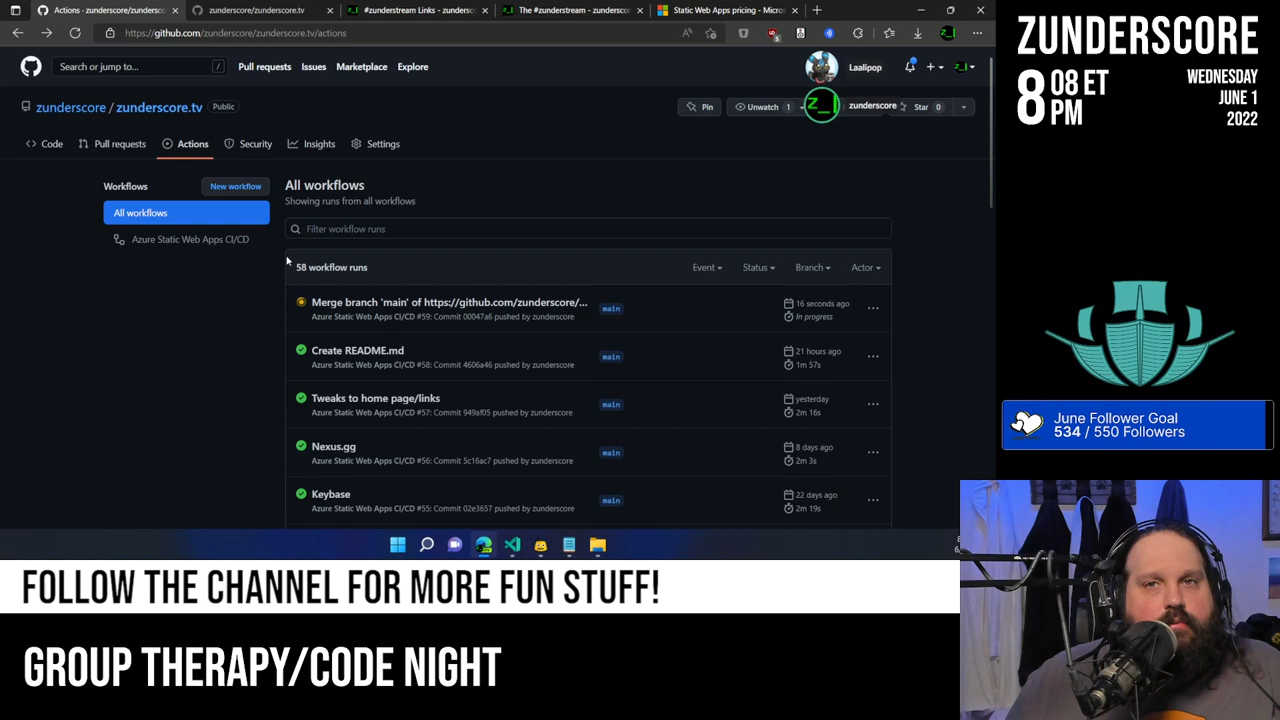 Actions · zunderscore/zundersc
zunderscore/zunderscore.tv
#zunderstream Links - zundersc
The #zunderstream - zundersc
Static Web Apps pricing - Micros
https://github.com/zunderscore/zunderscore.tv/actions
Search or jump to...
/
Pull requests
Issues
Marketplace
Explore
Laalipop
zunderscore / zunderscore.tv
Public
Pin
Unwatch 1
zunderscore
Star 0
Code
Pull requests
Actions
Security
Insights
Settings
Workflows
New workflow
All workflows
Azure Static Web Apps CI/CD
All workflows
Showing runs from all workflows
Filter workflow runs
58 workflow runs
Event
Status
Branch
Actor
Merge branch 'main' of https://github.com/zunderscore/...
Azure Static Web Apps CI/CD #59: Commit 00047a6 pushed by zunderscore
main
16 seconds ago
In progress
Create README.md
Azure Static Web Apps CI/CD #58: Commit 4606a46 pushed by zunderscore
main
21 hours ago
1m 57s
Tweaks to home page/links
Azure Static Web Apps CI/CD #57: Commit 949af05 pushed by zunderscore
main
yesterday
2m 16s
Nexus.gg
Azure Static Web Apps CI/CD #56: Commit 5c16ac7 pushed by zunderscore
main
8 days ago
2m 3s
Keybase
Azure Static Web Apps CI/CD #55: Commit 02e3657 pushed by zunderscore
main
22 days ago
2m 19s
ZUNDERSCORE
8 08 ET
PM
WEDNESDAY
JUNE 1
2022
June Follower Goal
534 / 550 Followers
FOLLOW THE CHANNEL FOR MORE FUN STUFF!
GROUP THERAPY/CODE NIGHT